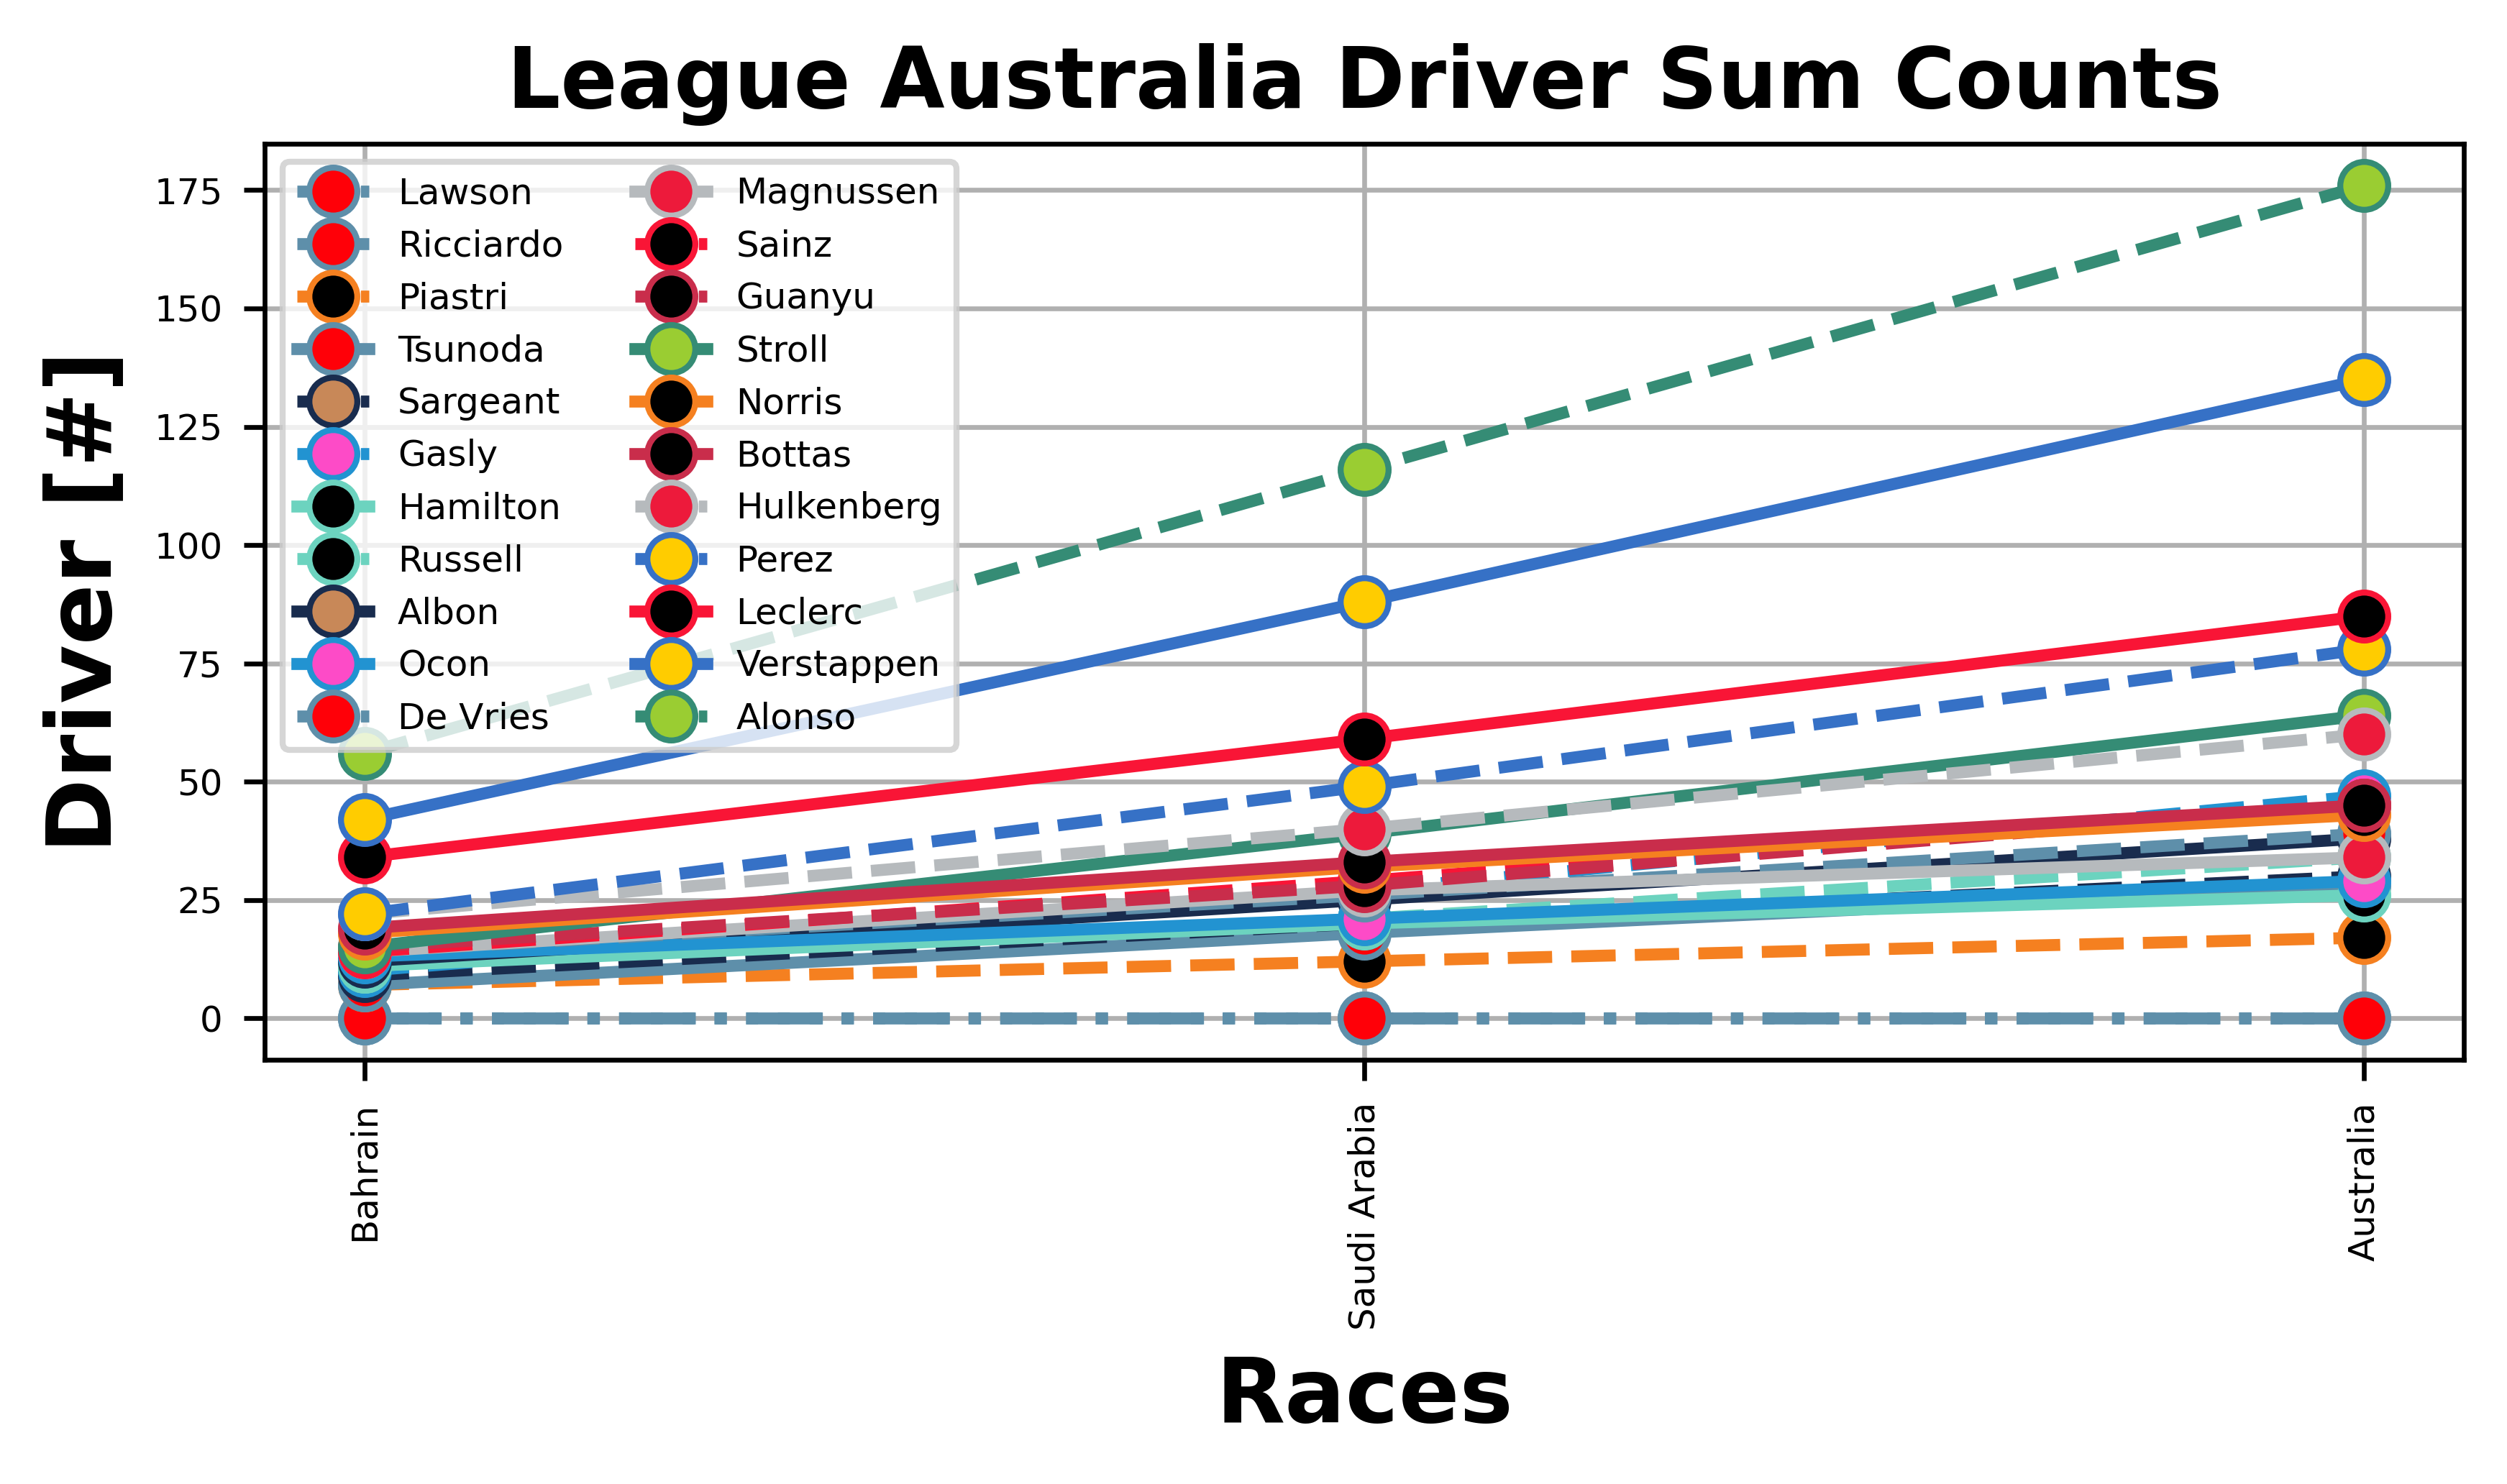 League Australia Driver Sum Counts
Driver [#]
175
150
125
100
75
50
25
0
Lawson
Ricciardo
Piastri
Tsunoda
Sargeant
Gasly
Hamilton
Russell
Albon
Ocon
De Vries
Magnussen
Sainz
Guanyu
Stroll
Norris
Bottas
Hulkenberg
Perez
Leclerc
Verstappen
Alonso
Bahrain
Saudi Arabia
Australia
Races